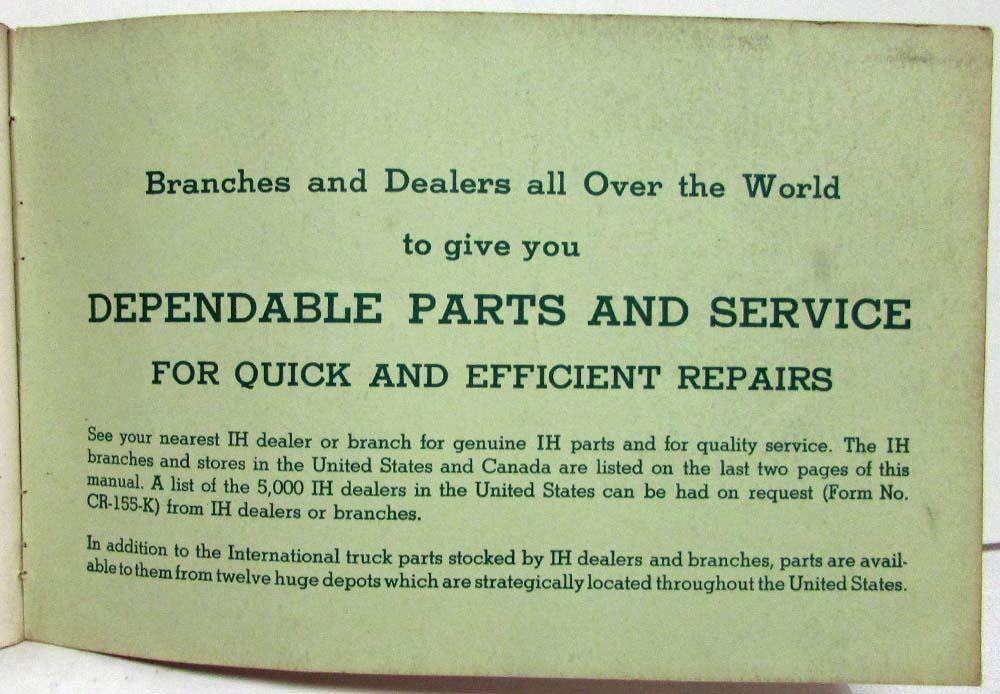 Branches and Dealers all Over the World
to give you
DEPENDABLE PARTS AND SERVICE
FOR QUICK AND EFFICIENT REPAIRS
See your nearest IH dealer or branch for genuine IH parts and for quality service. The IH
branches and stores in the United States and Canada are listed on the last two pages of this
manual. A list of the 5,000 IH dealers in the United States can be had on request (Form No.
CR-155-K) from IH dealers or branches.
In addition to the International truck parts stocked by IH dealers and branches, parts are avail-
able to them from twelve huge depots which are strategically located throughout the United States.